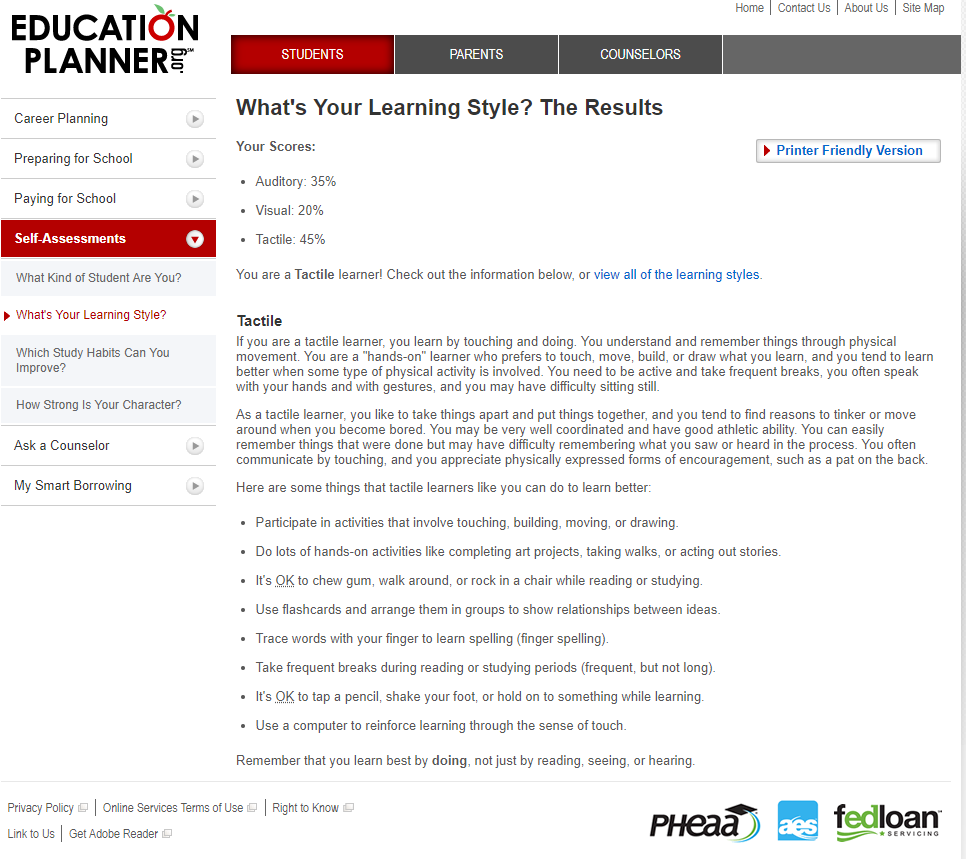 EDUCATION
PLANNER.org
SM
Home | Contact Us | About Us | Site Map
STUDENTS PARENTS COUNSELORS
Career Planning
Preparing for School
Paying for School
Self-Assessments
What Kind of Student Are You?
What's Your Learning Style?
Which Study Habits Can You
Improve?
How Strong Is Your Character?
Ask a Counselor
My Smart Borrowing
What's Your Learning Style? The Results
Your Scores:
Printer Friendly Version
• Auditory: 35%
• Visual: 20%
• Tactile: 45%
You are a Tactile learner! Check out the information below, or view all of the learning styles.
Tactile
If you are a tactile learner, you learn by touching and doing. You understand and remember things through physical
movement. You are a "hands-on" learner who prefers to touch, move, build, or draw what you learn, and you tend to learn
better when some type of physical activity is involved. You need to be active and take frequent breaks, you often speak
with your hands and with gestures, and you may have difficulty sitting still.
As a tactile learner, you like to take things apart and put things together, and you tend to find reasons to tinker or move
around when you become bored. You may be very well coordinated and have good athletic ability. You can easily
remember things that were done but may have difficulty remembering what you saw or heard in the process. You often
communicate by touching, and you appreciate physically expressed forms of encouragement, such as a pat on the back.
Here are some things that tactile learners like you can do to learn better:
• Participate in activities that involve touching, building, moving, or drawing.
• Do lots of hands-on activities like completing art projects, taking walks, or acting out stories.
• It's OK to chew gum, walk around, or rock in a chair while reading or studying.
• Use flashcards and arrange them in groups to show relationships between ideas.
• Trace words with your finger to learn spelling (finger spelling).
• Take frequent breaks during reading or studying periods (frequent, but not long).
• It's OK to tap a pencil, shake your foot, or hold on to something while learning.
• Use a computer to reinforce learning through the sense of touch.
Remember that you learn best by doing, not just by reading, seeing, or hearing.
Privacy Policy | Online Services Terms of Use | Right to Know
Link to Us | Get Adobe Reader
PHEAA
aes
fedloan™
SERVICING